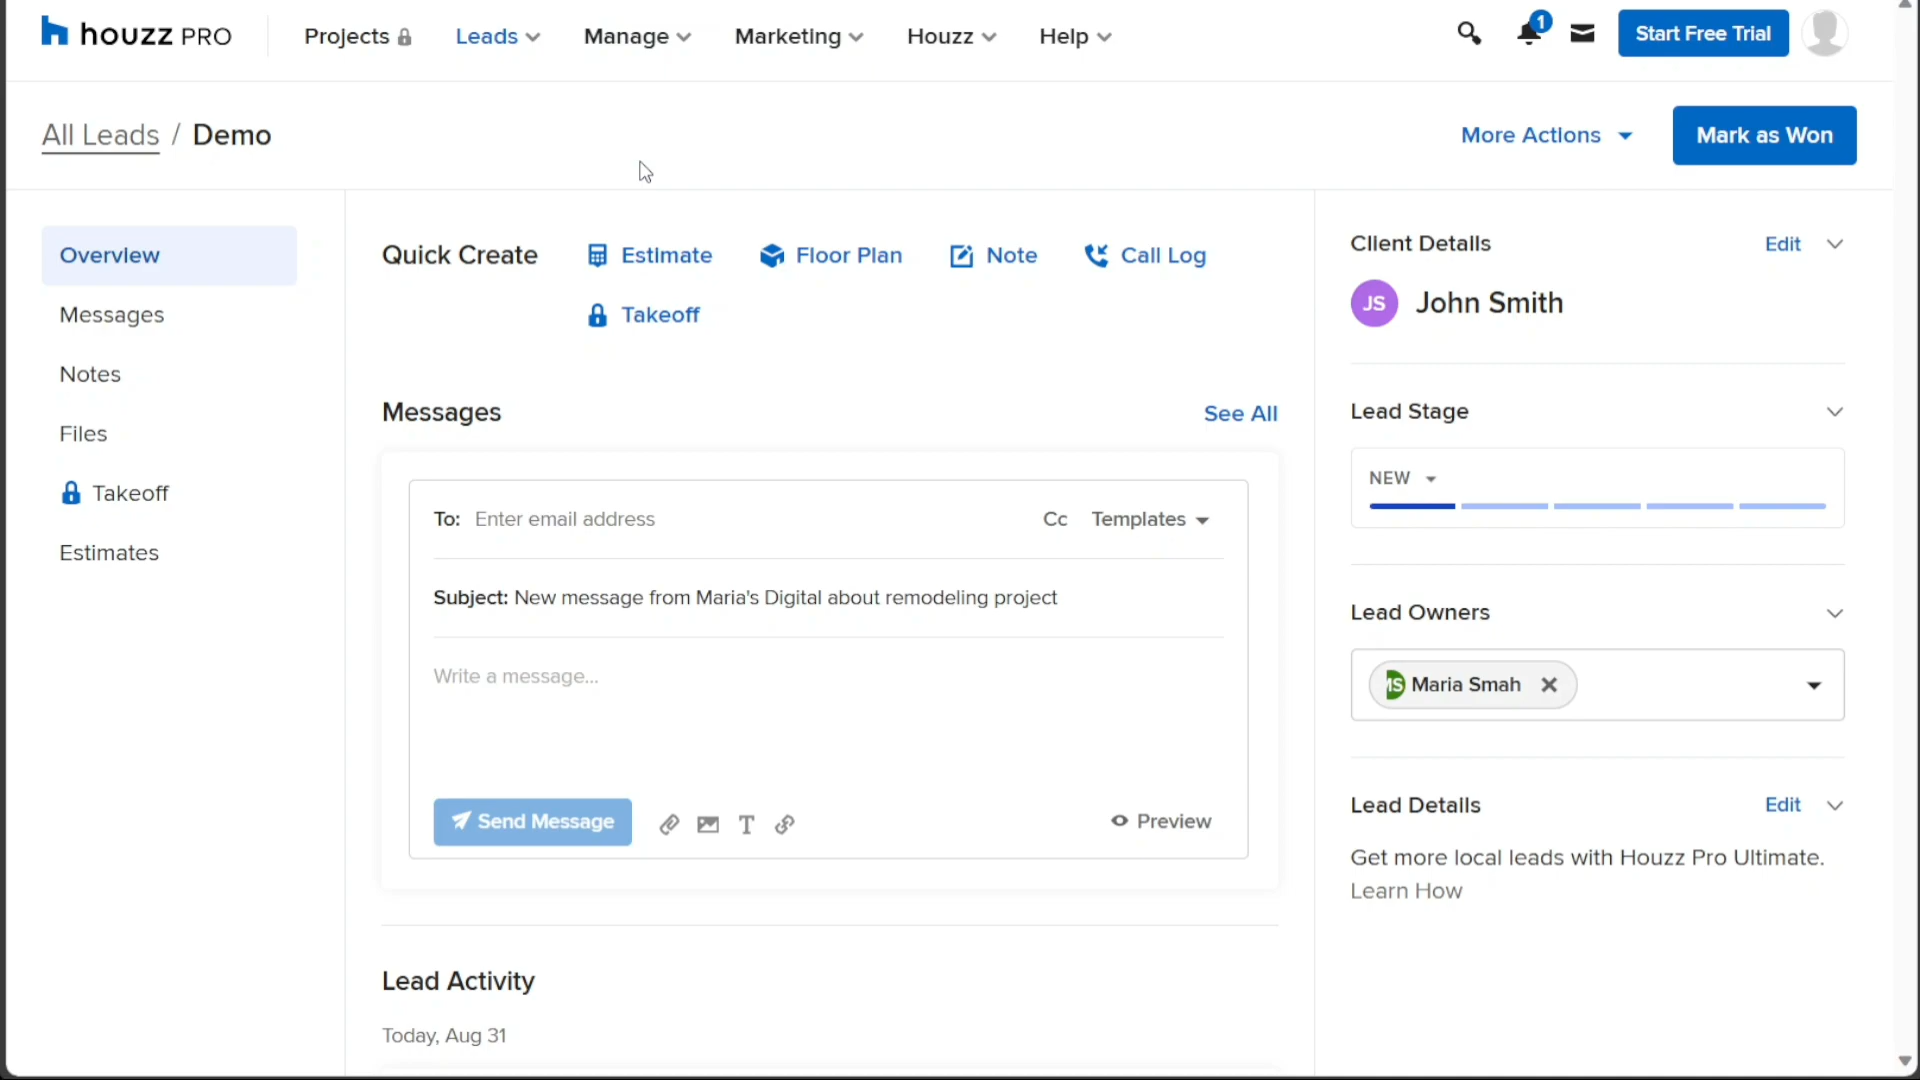 houzz PRO
Projects
Leads
Manage
Marketing
Houzz
Help
1
Start Free Trial
All Leads / Demo
More Actions
Mark as Won
Overview
Messages
Notes
Files
Takeoff
Estimates
Quick Create
Estimate
Floor Plan
Note
Call Log
Takeoff
Messages
See All
To: Enter email address
Cc
Templates
Subject: New message from Maria's Digital about remodeling project
Write a message...
Send Message
T
Preview
Lead Activity
Today, Aug 31
Client Details
Edit
JS
John Smith
Lead Stage
NEW
Lead Owners
MS Maria Smah
Lead Details
Edit
Get more local leads with Houzz Pro Ultimate.
Learn How